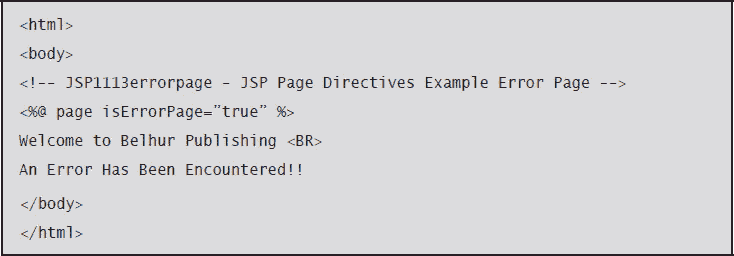 <html>
<body>
<!-- JSP1113errorpage – JSP Page Directives Example Error Page -->
<%@ page isErrorPage=”true” %>
Welcome to Belhur Publishing <BR>
An Error Has Been Encountered!!
</body>
</html>